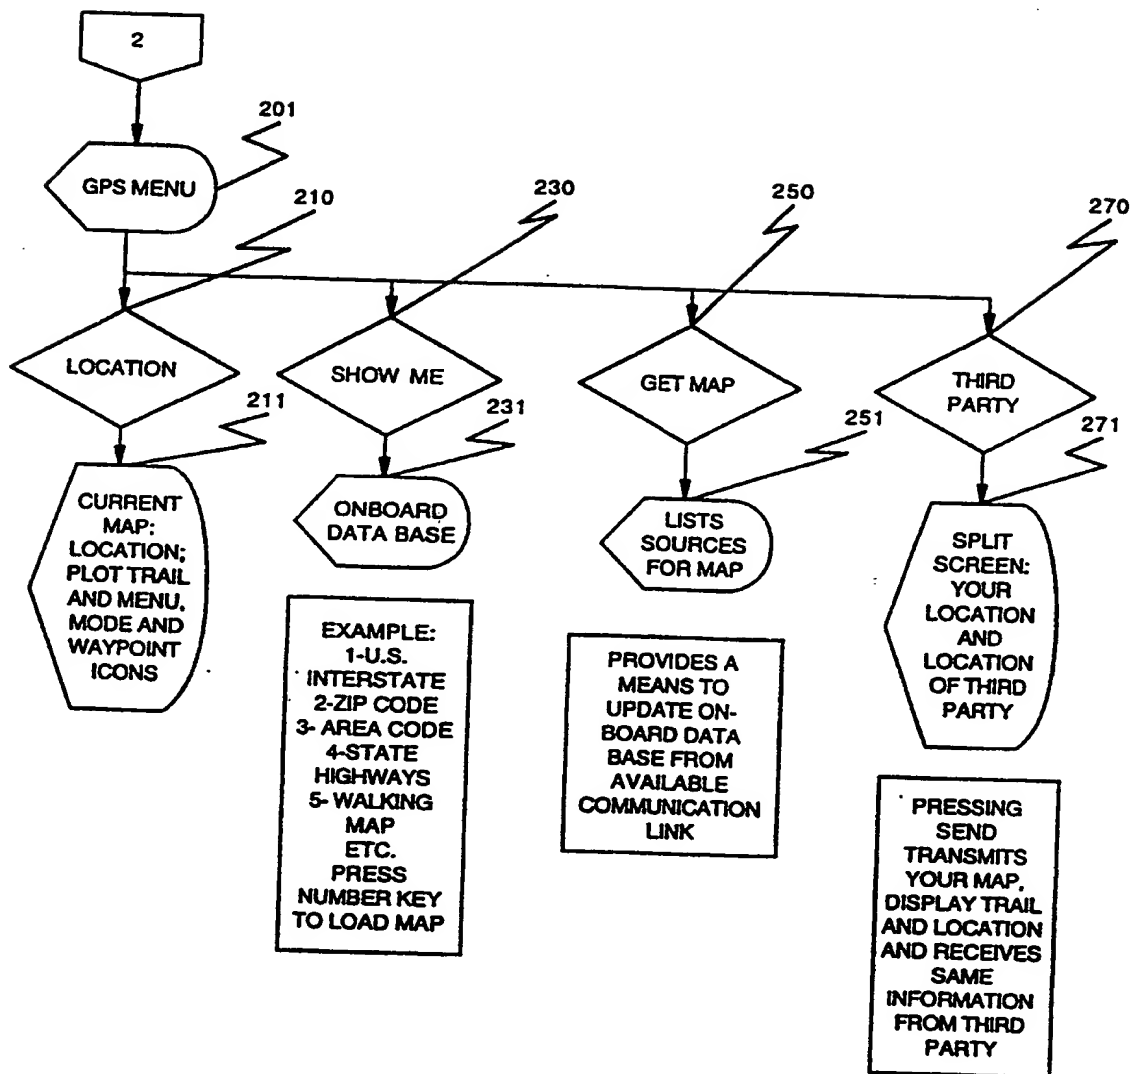 2
201
GPS MENU
210
230
250
270
LOCATION
SHOW ME
GET MAP
THIRD
PARTY
211
231
251
271
CURRENT
MAP:
LOCATION;
PLOT TRAIL
AND MENU,
MODE AND
WAYPOINT
ICONS
ONBOARD
DATA BASE
LISTS
SOURCES
FOR MAP
SPLIT
SCREEN:
YOUR
LOCATION
AND
LOCATION
OF THIRD
PARTY
EXAMPLE:
1-U.S.
INTERSTATE
2-ZIP CODE
3- AREA CODE
4-STATE
HIGHWAYS
5- WALKING
MAP
ETC.
PRESS
NUMBER KEY
TO LOAD MAP
PROVIDES A
MEANS TO
UPDATE ON-
BOARD DATA
BASE FROM
AVAILABLE
COMMUNICATION
LINK
PRESSING
SEND
TRANSMITS
YOUR MAP,
DISPLAY TRAIL
AND LOCATION
AND RECEIVES
SAME
INFORMATION
FROM THIRD
PARTY